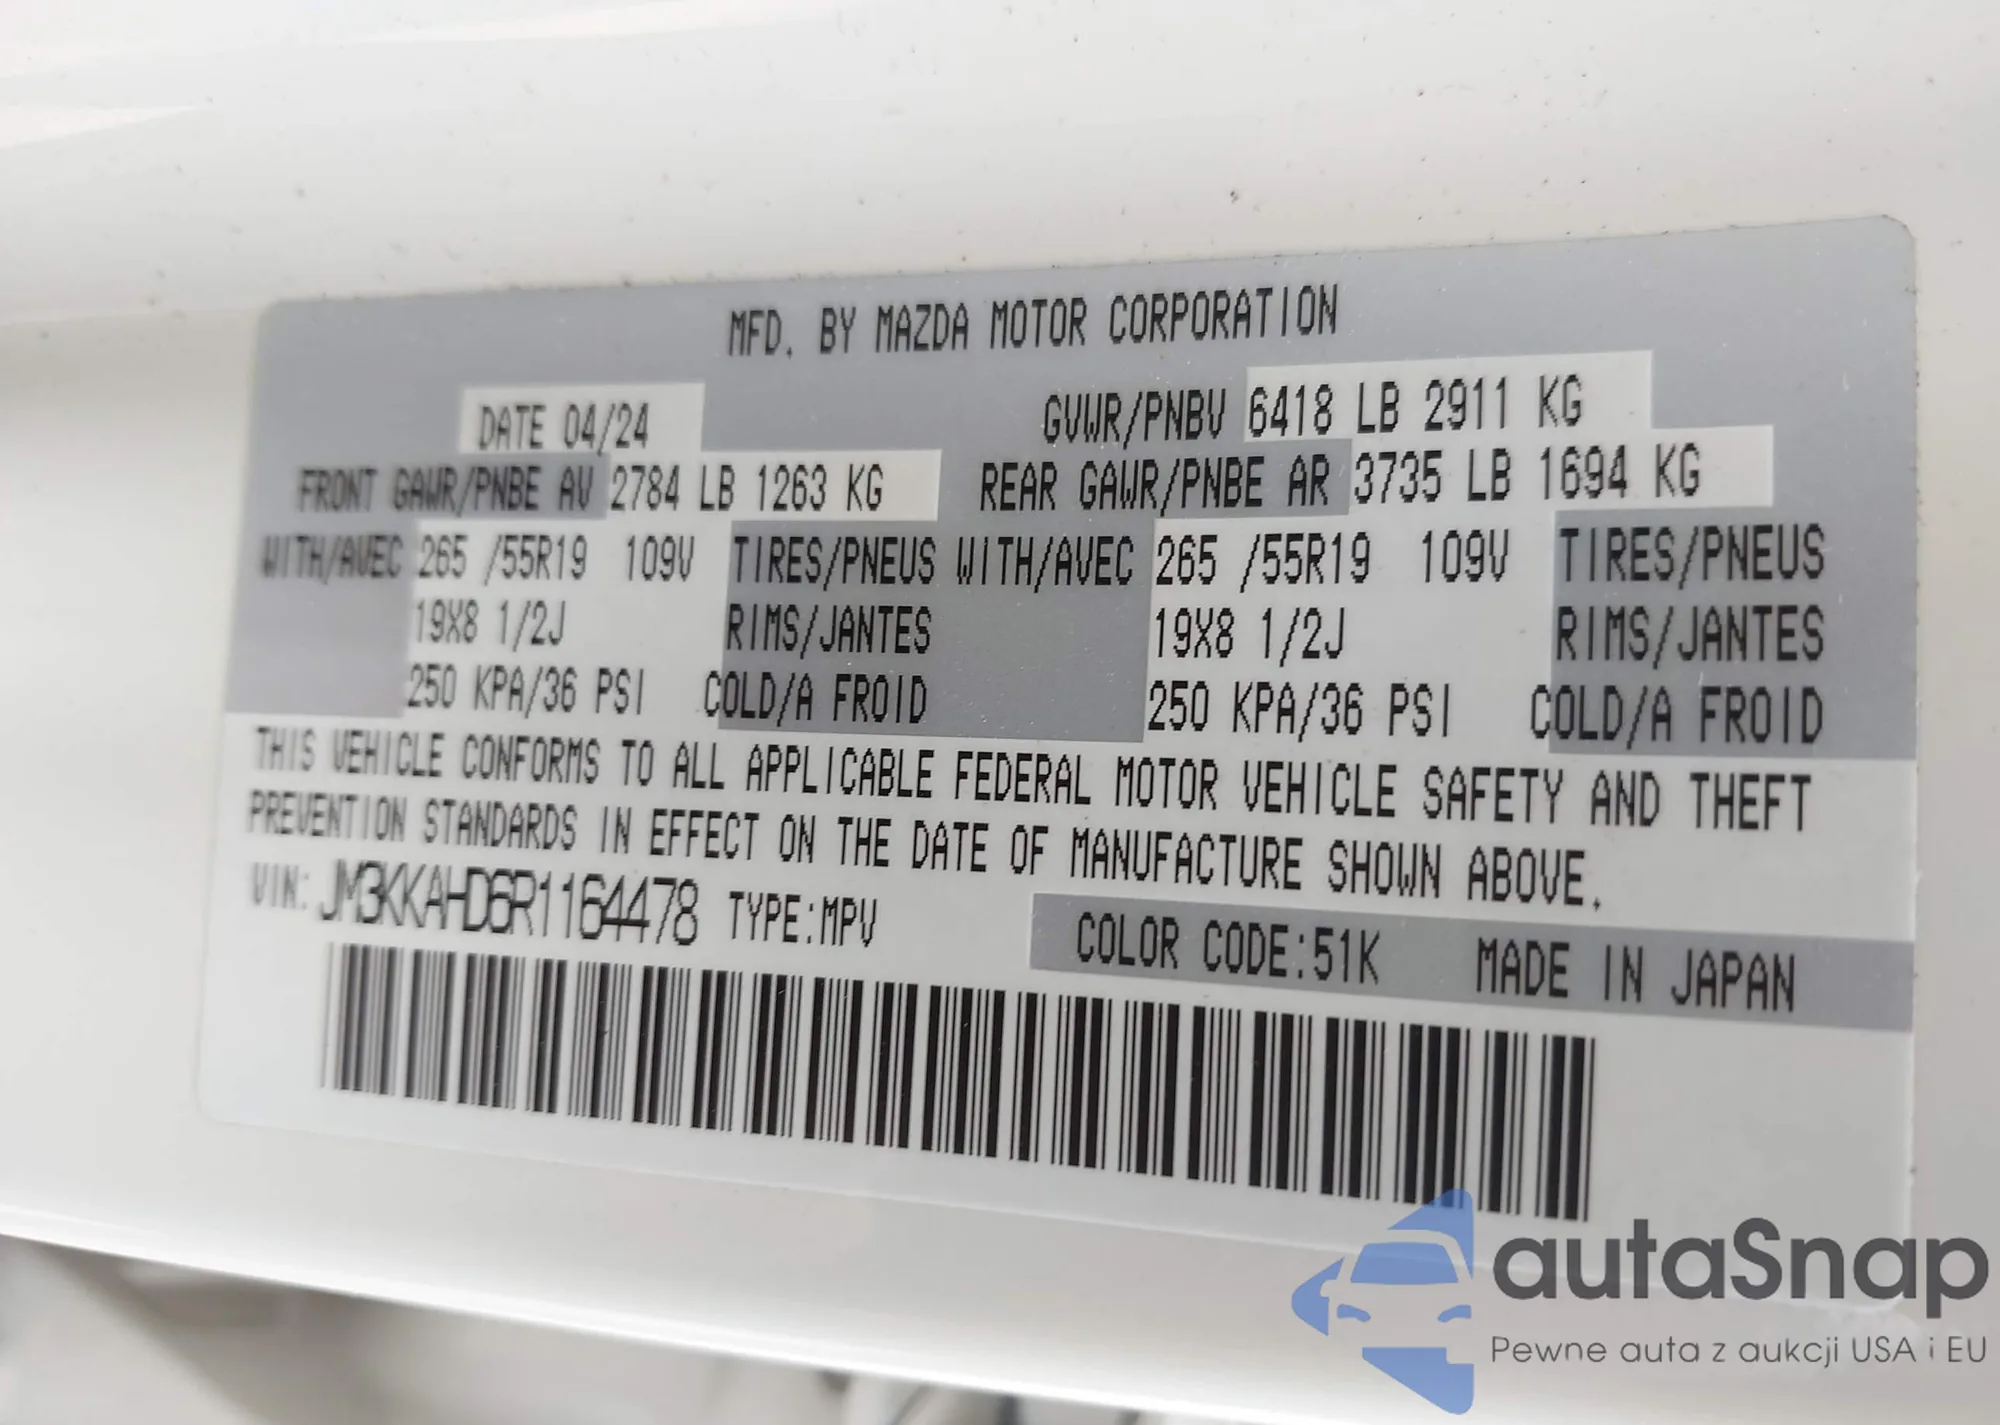 MFD. BY MAZDA MOTOR CORPORATION
DATE 04/24 GVWR/PNBV 6418 LB 2911 KG
FRONT GAWR/PNBE AV 2784 LB 1263 KG REAR GAWR/PNBE AR 3735 LB 1694 KG
WITH/AVEC 265 /55R19 109V TIRES/PNEUS WITH/AVEC 265 /55R19 109V TIRES/PNEUS
19X8 1/2J RIMS/JANTES 19X8 1/2J RIMS/JANTES
250 KPA/36 PSI COLD/A FROID 250 KPA/36 PSI COLD/A FROID
THIS VEHICLE CONFORMS TO ALL APPLICABLE FEDERAL MOTOR VEHICLE SAFETY AND THEFT
PREVENTION STANDARDS IN EFFECT ON THE DATE OF MANUFACTURE SHOWN ABOVE.
VIN: JM3KKAHD6R1164478 TYPE:MPV COLOR CODE:51K MADE IN JAPAN
autaSnap
Pewne auta z aukcji USA i EU